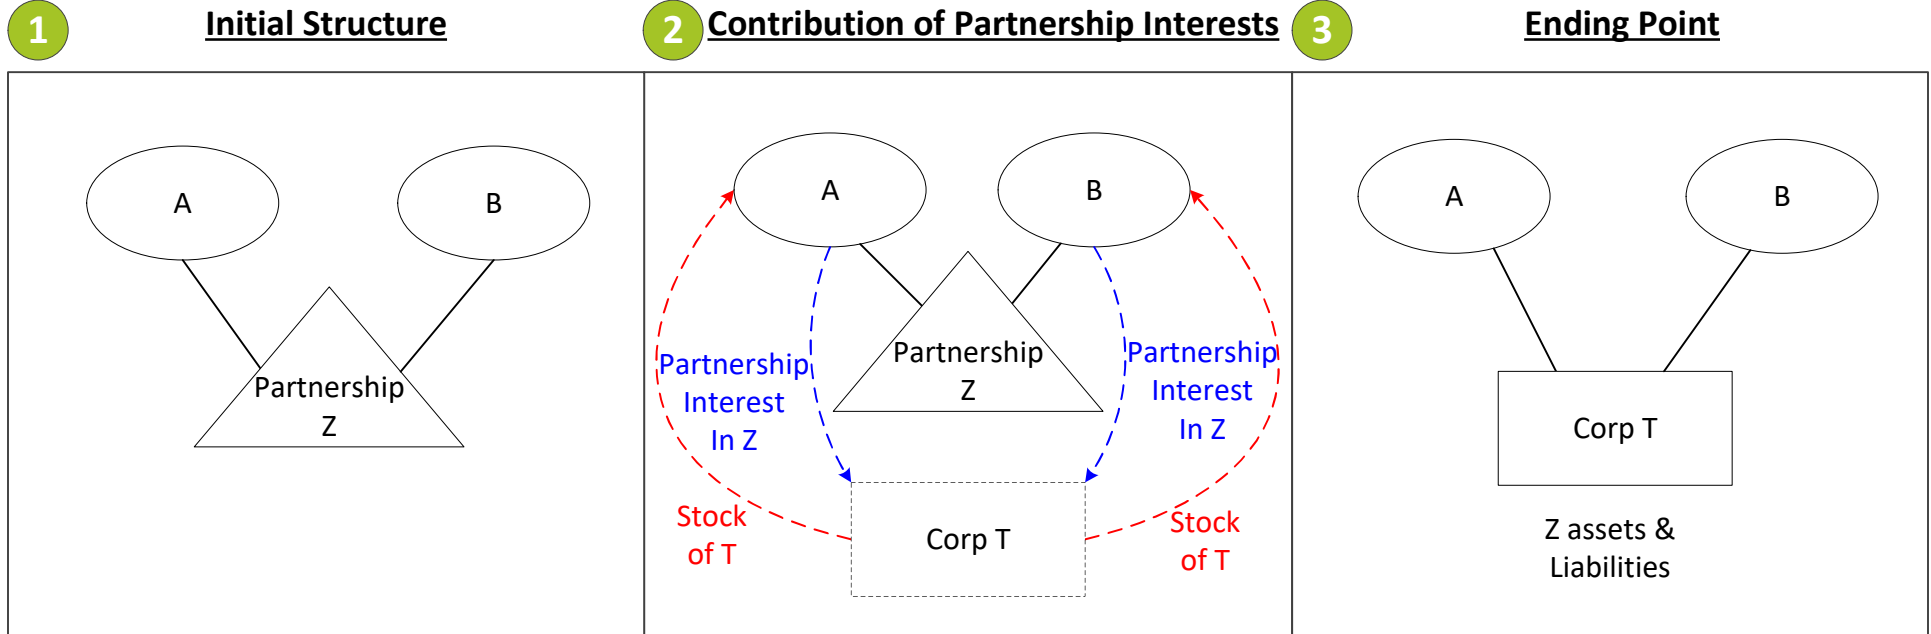 1
Initial Structure
2
Contribution of Partnership Interests
3
Ending Point
A
B
Partnership
Z
A
B
Partnership
Z
Partnership
Interest
In Z
Partnership
Interest
In Z
Stock
of T
Corp T
Stock
of T
A
B
Corp T
Z assets &
Liabilities